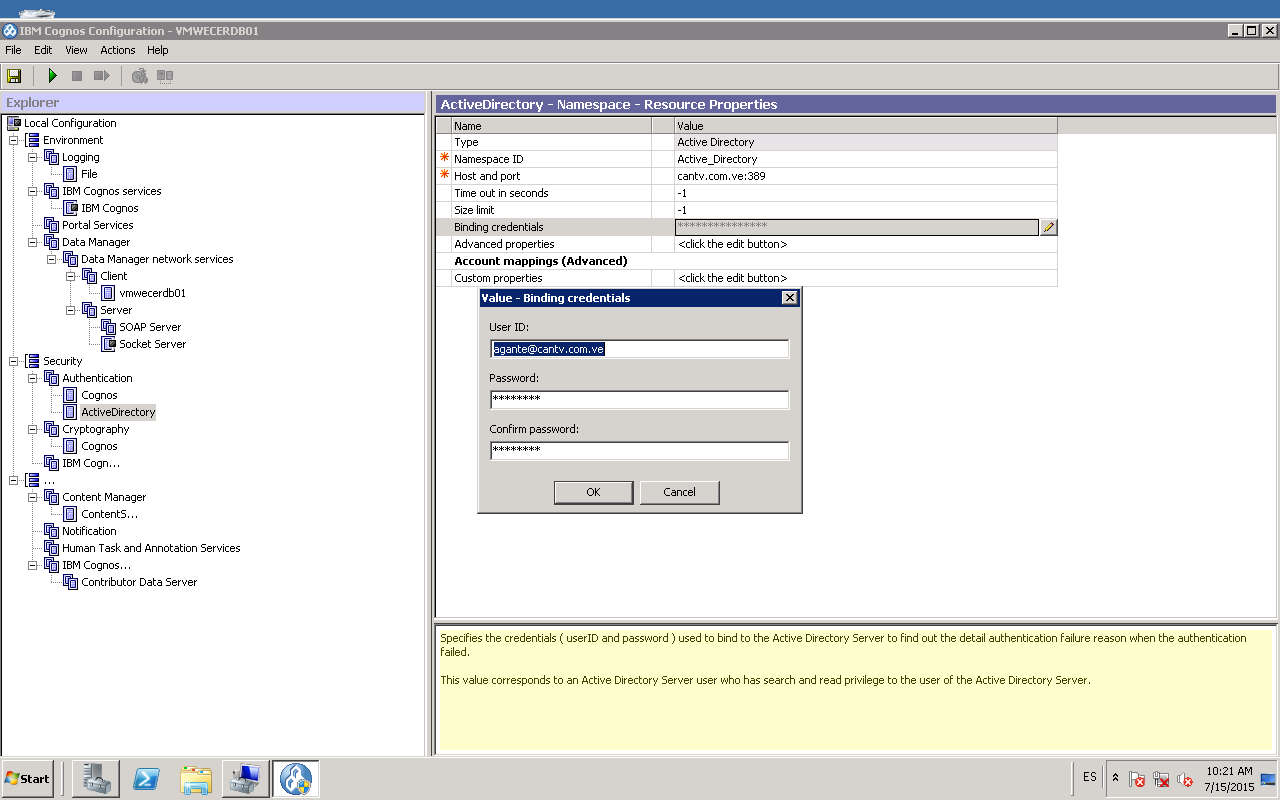 IBM Cognos Configuration - VMWECERDB01
File Edit View Actions Help
Explorer
Local Configuration
Environment
Logging
File
IBM Cognos services
IBM Cognos
Portal Services
Data Manager
Data Manager network services
Client
vmwecerdb01
Server
SOAP Server
Socket Server
Security
Authentication
Cognos
ActiveDirectory
Cryptography
Cognos
IBM Cogn...
...
Content Manager
ContentS...
Notification
Human Task and Annotation Services
IBM Cognos...
Contributor Data Server
ActiveDirectory - Namespace - Resource Properties
Name Value
Type Active Directory
* Namespace ID Active_Directory
* Host and port cantv.com.ve:389
Time out in seconds -1
Size limit -1
Binding credentials ***************
Advanced properties <click the edit button>
Account mappings (Advanced)
Custom properties <click the edit button>
Value - Binding credentials
User ID:
agante@cantv.com.ve
Password:
********
Confirm password:
********
OK Cancel
Specifies the credentials ( userID and password ) used to bind to the Active Directory Server to find out the detail authentication failure reason when the authentication
failed.
This value corresponds to an Active Directory Server user who has search and read privilege to the user of the Active Directory Server.
Start
ES
10:21 AM
7/15/2015